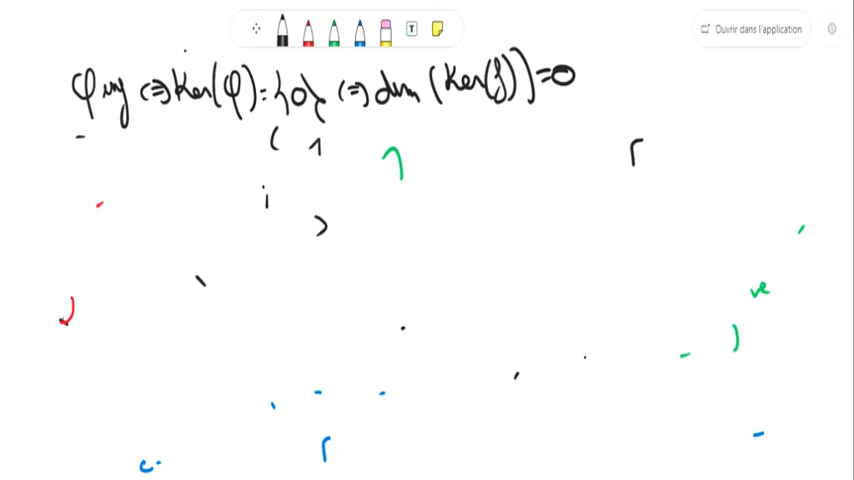 T
Ouvrir dans l'application
φ inj ⇔ Ker(φ) = {0} ⇔ dim (Ker(f)) = 0